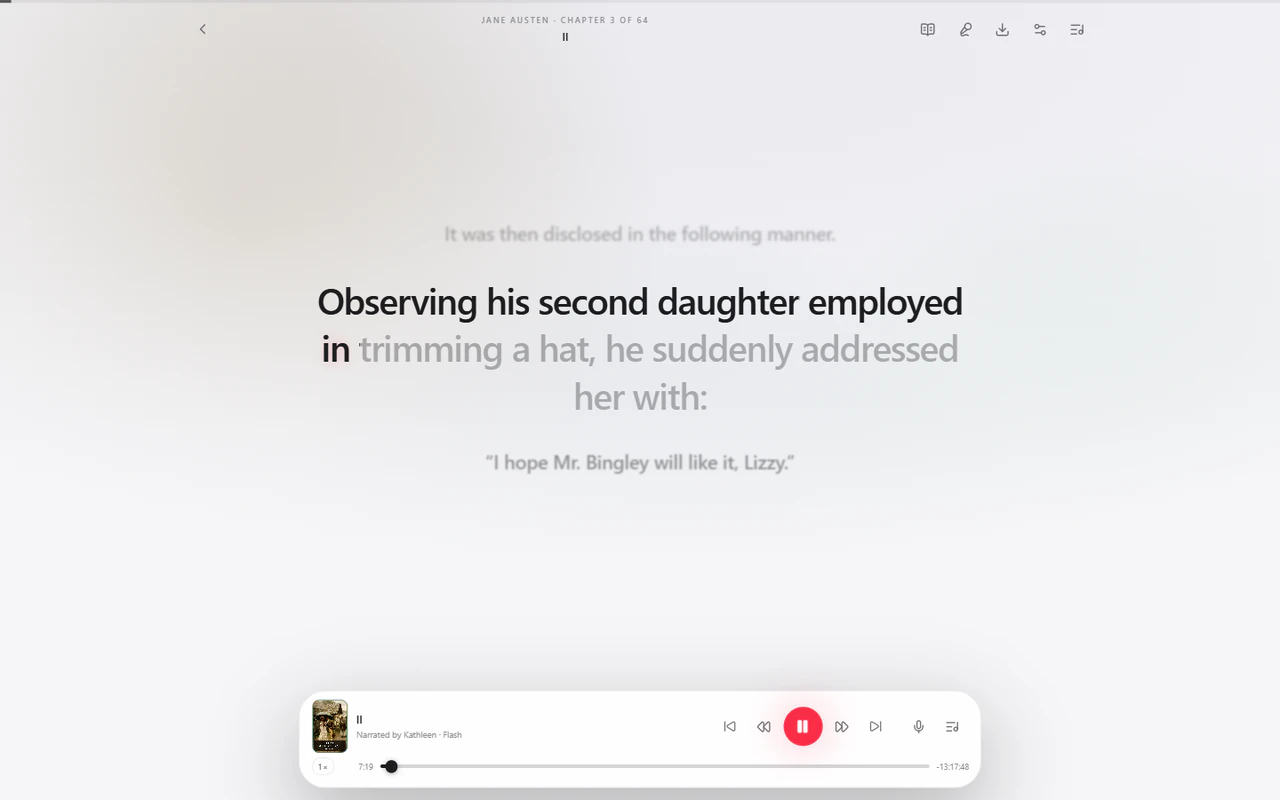 JANE AUSTEN · CHAPTER 3 OF 64
II
It was then disclosed in the following manner.
Observing his second daughter employed
in trimming a hat, he suddenly addressed
her with:
“I hope Mr. Bingley will like it, Lizzy.”
II
Narrated by Kathleen · Flash
1×
7:19
-13:17:48